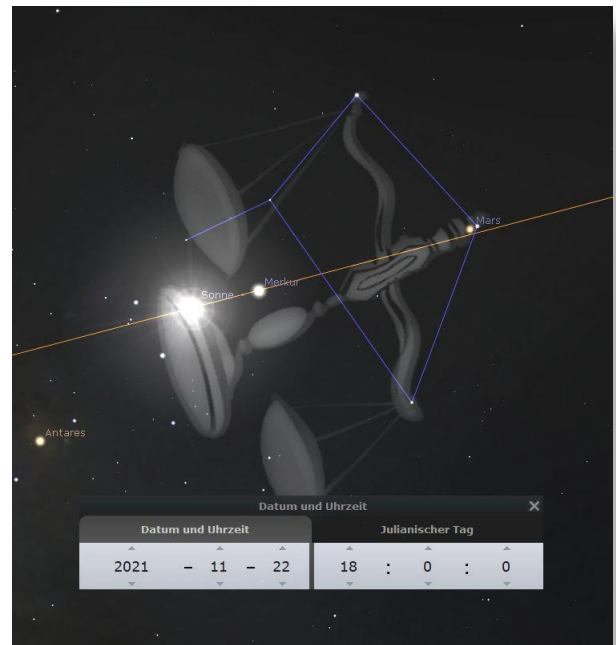 Mars
Merkur
Sonne
Antares
Datum und Uhrzeit
Datum und Uhrzeit Julianischer Tag
2021 - 11 - 22 18 : 0 : 0